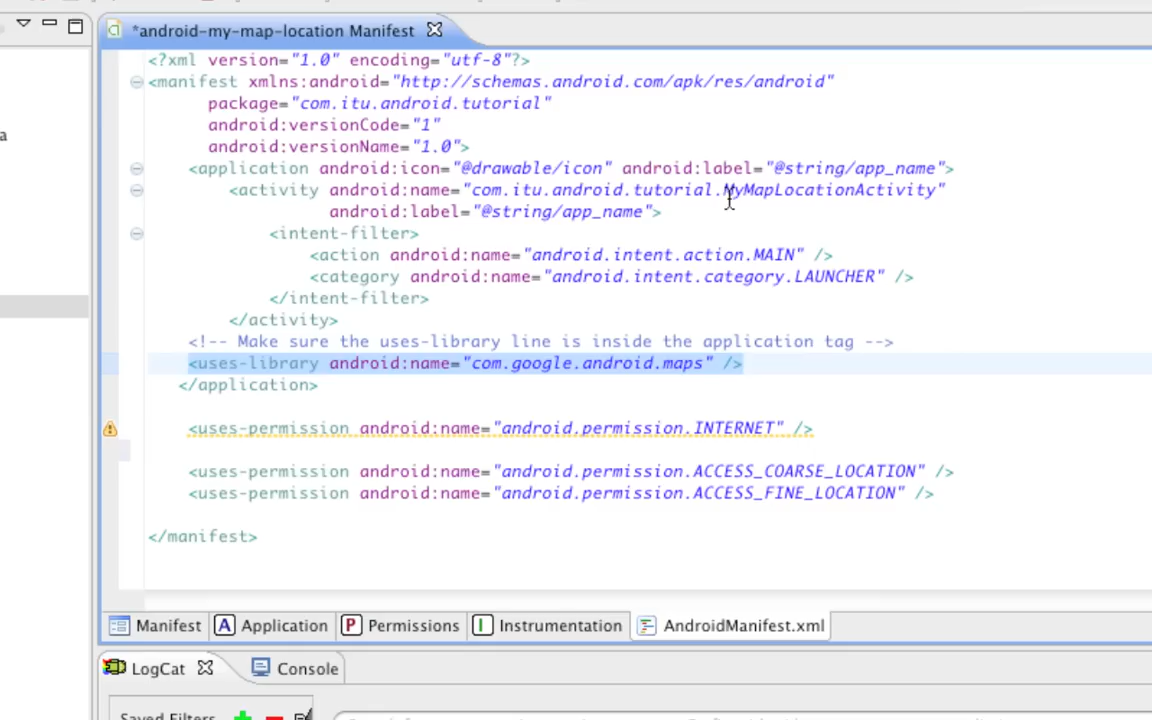 *android-my-map-location Manifest
<?xml version="1.0" encoding="utf-8"?>
<manifest xmlns:android="http://schemas.android.com/apk/res/android"
package="com.itu.android.tutorial"
android:versionCode="1"
android:versionName="1.0">
<application android:icon="@drawable/icon" android:label="@string/app_name">
<activity android:name="com.itu.android.tutorial.MyMapLocationActivity"
android:label="@string/app_name">
<intent-filter>
<action android:name="android.intent.action.MAIN" />
<category android:name="android.intent.category.LAUNCHER" />
</intent-filter>
</activity>
<!-- Make sure the uses-library line is inside the application tag -->
<uses-library android:name="com.google.android.maps" />
</application>
<uses-permission android:name="android.permission.INTERNET" />
<uses-permission android:name="android.permission.ACCESS_COARSE_LOCATION" />
<uses-permission android:name="android.permission.ACCESS_FINE_LOCATION" />
</manifest>
Manifest A Application P Permissions I Instrumentation AndroidManifest.xml
LogCat Console
Saved Filters